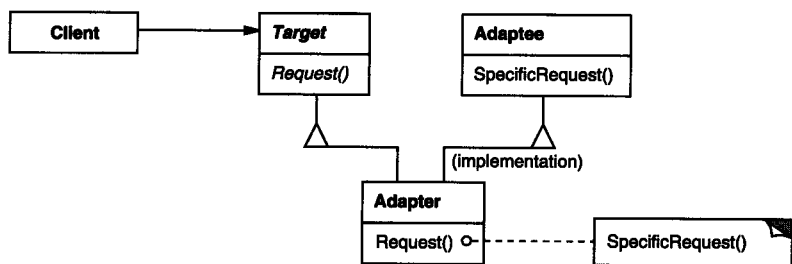 Client
Target
Request()
Adaptee
SpecificRequest()
(implementation)
Adapter
Request()
SpecificRequest()